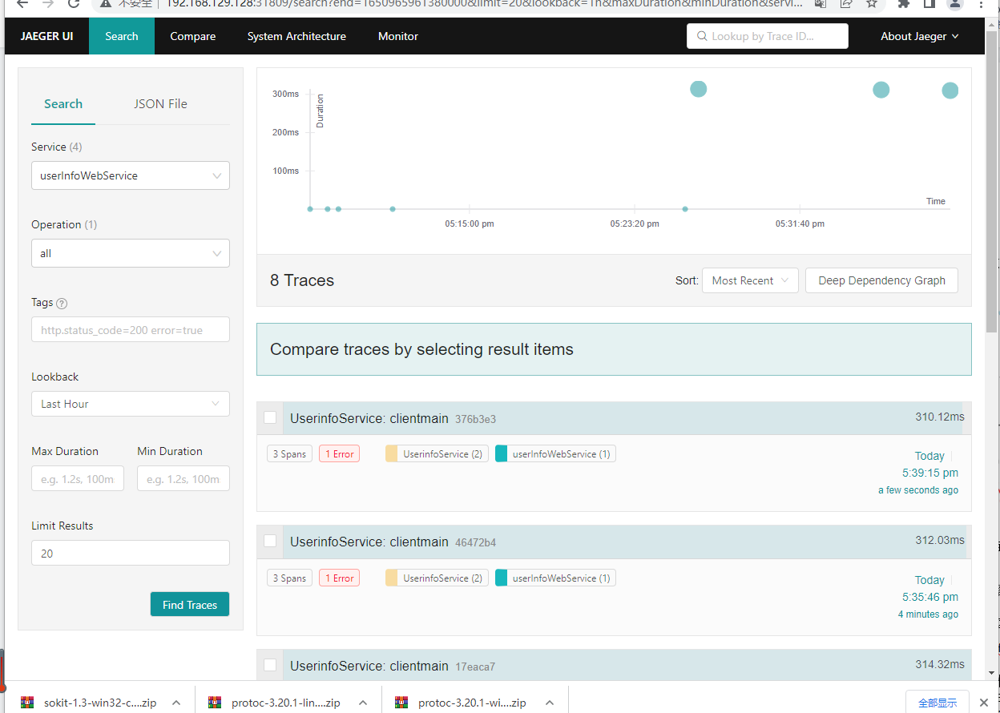 不安全 192.168.129.128:31809/search?end=1650965961380000&limit=20&lookback=1h&maxDuration&minDuration&servi...
JAEGER UI Search Compare System Architecture Monitor Lookup by Trace ID... About Jaeger
Search JSON File
Service (4)
userInfoWebService
Operation (1)
all
Tags ?
http.status_code=200 error=true
Lookback
Last Hour
Max Duration Min Duration
e.g. 1.2s, 100m e.g. 1.2s, 100m
Limit Results
20
Find Traces
Duration
300ms
200ms
100ms
Time
05:15:00 pm 05:23:20 pm 05:31:40 pm
8 Traces Sort: Most Recent Deep Dependency Graph
Compare traces by selecting result items
UserinfoService: clientmain 376b3e3 310.12ms
3 Spans 1 Error UserinfoService (2) userInfoWebService (1)
Today
5:39:15 pm
a few seconds ago
UserinfoService: clientmain 46472b4 312.03ms
3 Spans 1 Error UserinfoService (2) userInfoWebService (1)
Today
5:35:46 pm
4 minutes ago
UserinfoService: clientmain 17eaca7 314.32ms
sokit-1.3-win32-c....zip protoc-3.20.1-lin....zip protoc-3.20.1-wi....zip 全部显示